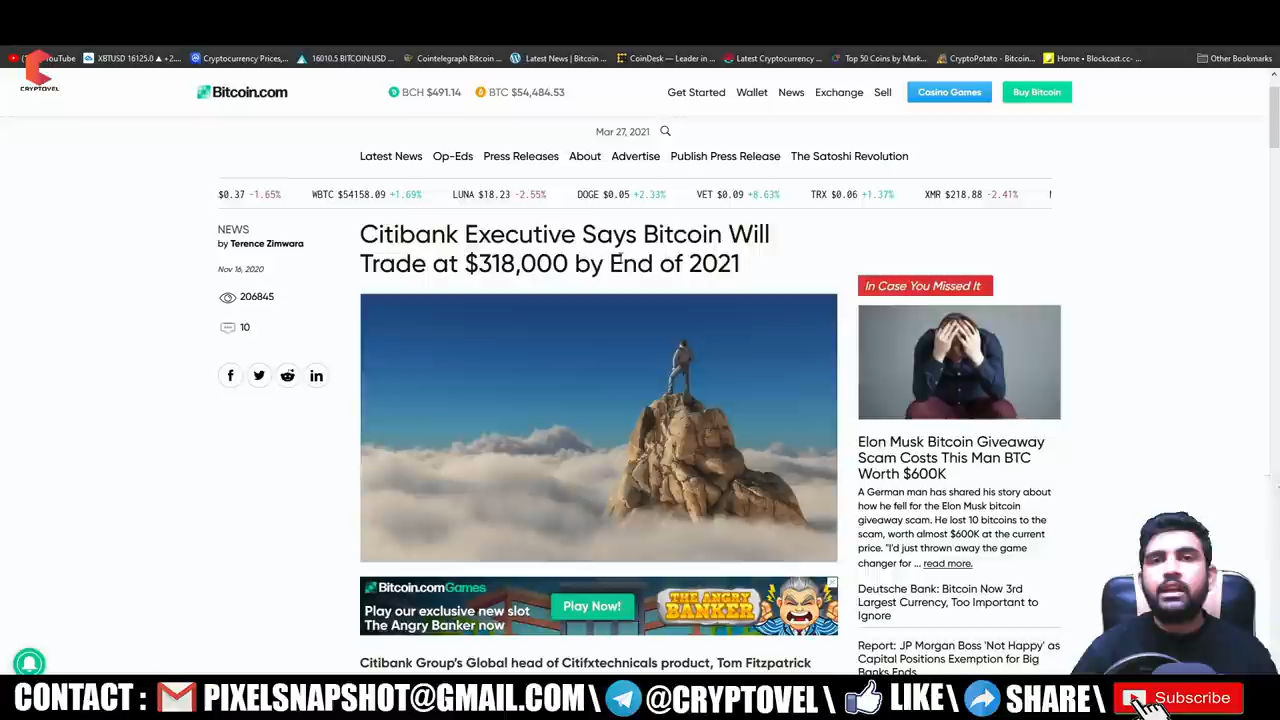 YouTube
XBTUSD 16125.0 ▲ +2....
Cryptocurrency Prices,...
16010.5 BITCOIN:USD ...
Cointelegraph Bitcoin ...
Latest News | Bitcoin ...
CoinDesk — Leader in ...
Latest Cryptocurrency ...
Top 50 Coins by Mark...
CryptoPotato - Bitcoin...
Home • Blockcast.cc- ...
Other Bookmarks
CRYPTOVEL
Bitcoin.com
BCH $491.14
BTC $54,484.53
Get Started
Wallet
News
Exchange
Sell
Casino Games
Buy Bitcoin
Mar 27, 2021
Latest News
Op-Eds
Press Releases
About
Advertise
Publish Press Release
The Satoshi Revolution
$0.37 -1.65%
WBTC $54158.09 +1.69%
LUNA $18.23 -2.55%
DOGE $0.05 +2.33%
VET $0.09 +8.63%
TRX $0.06 +1.37%
XMR $218.88 -2.41%
NEWS
by Terence Zimwara
Nov 16, 2020
206845
10
Citibank Executive Says Bitcoin Will
Trade at $318,000 by End of 2021
Bitcoin.comGames
Play our exclusive new slot
The Angry Banker now
Play Now!
THE ANGRY
BANKER
Citibank Group's Global head of Citifxtechnicals product, Tom Fitzpatrick
In Case You Missed It
Elon Musk Bitcoin Giveaway
Scam Costs This Man BTC
Worth $600K
A German man has shared his story about
how he fell for the Elon Musk bitcoin
giveaway scam. He lost 10 bitcoins to the
scam, worth almost $600K at the current
price. "I'd just thrown away the game
changer for ... read more.
Deutsche Bank: Bitcoin Now 3rd
Largest Currency, Too Important to
Ignore
Report: JP Morgan Boss 'Not Happy' as
Capital Positions Exemption for Big
Banks Ends
CONTACT : PIXELSNAPSHOT@GMAIL.COM\ @CRYPTOVEL\ LIKE\ SHARE\ Subscribe